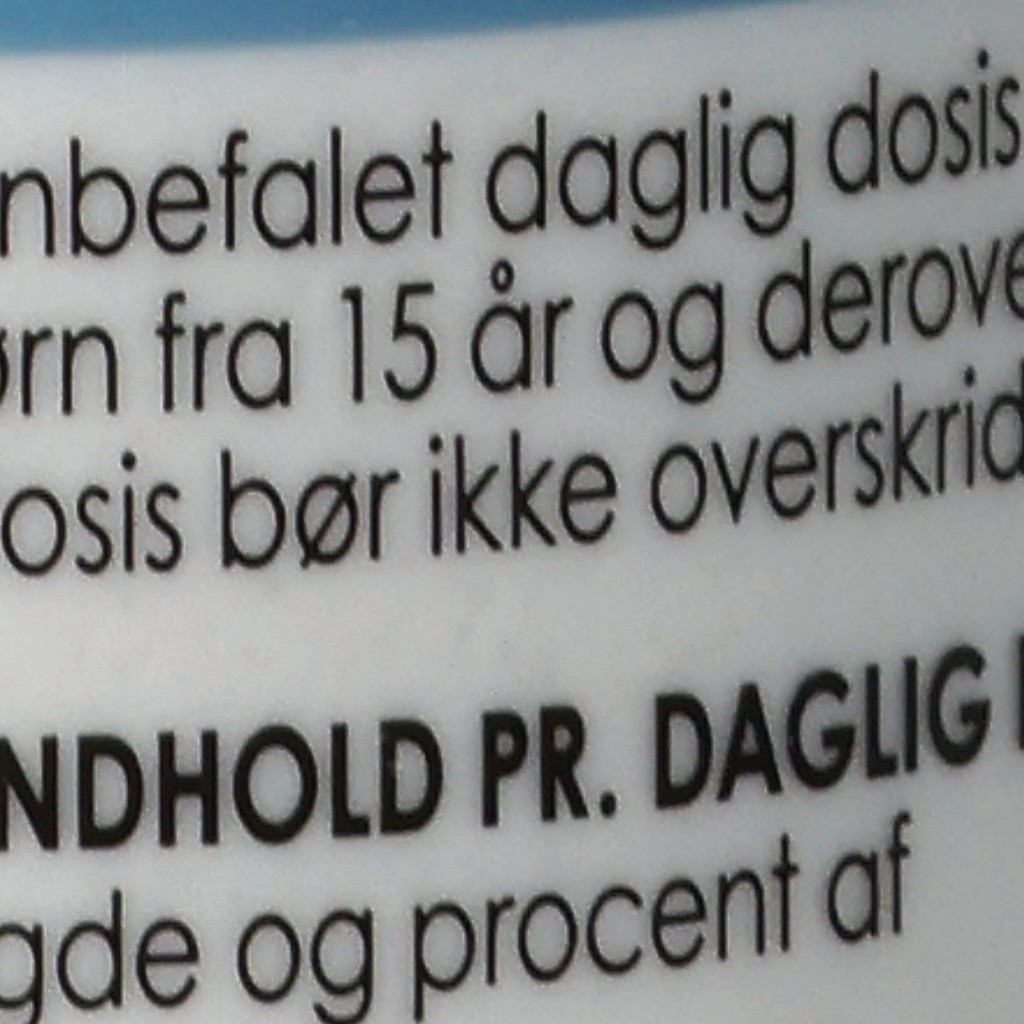 nbefalet daglig dosis
ørn fra 15 år og derove
osis bør ikke overskrid
NDHOLD PR. DAGLIG
gde og procent af